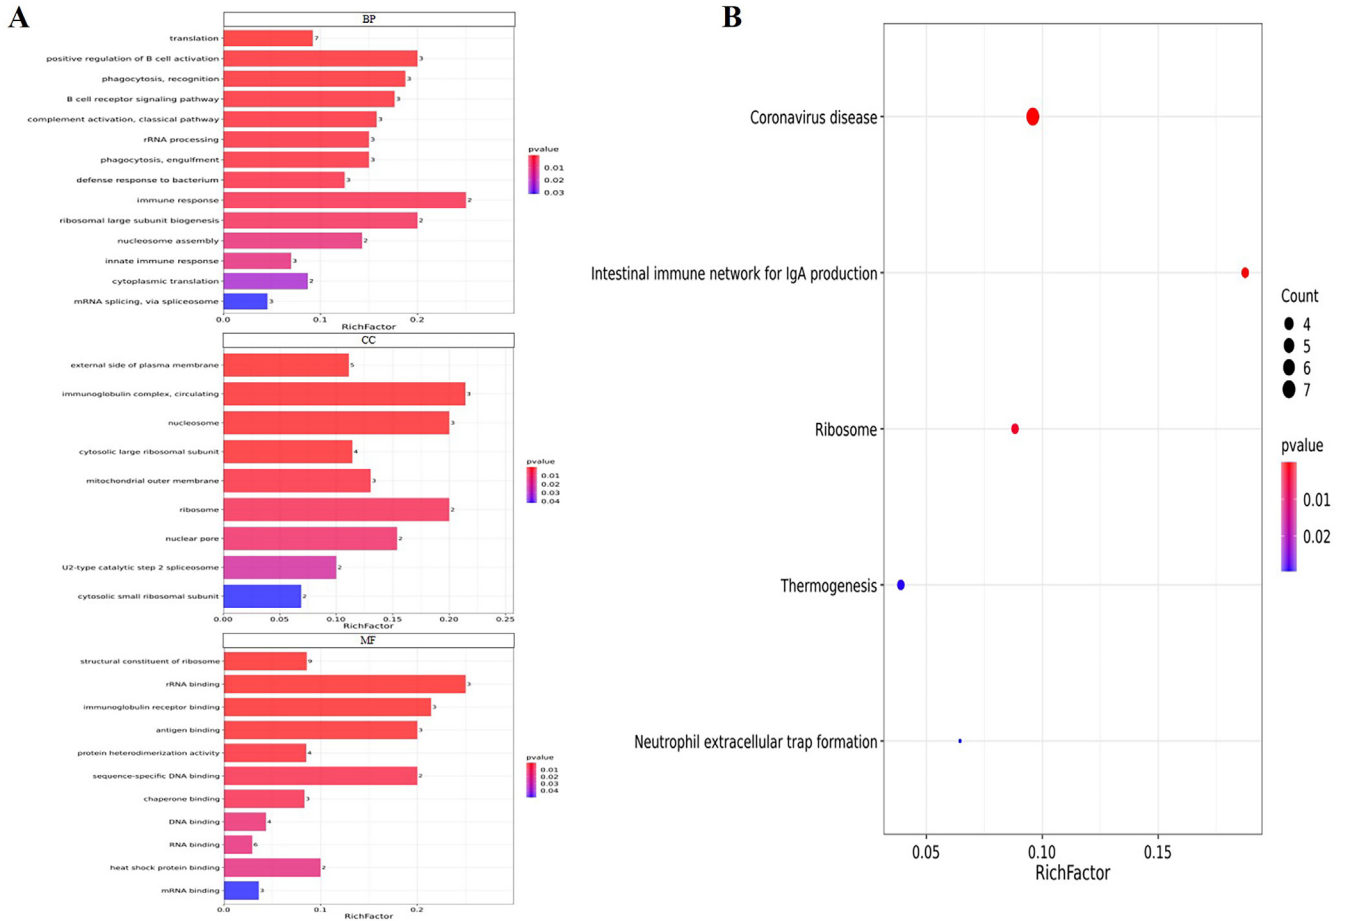 A
BP
translation 7
positive regulation of B cell activation 3
phagocytosis, recognition 3
B cell receptor signaling pathway 3
complement activation, classical pathway 3
rRNA processing 3
phagocytosis, engulfment 3
defense response to bacterium 3
immune response 2
ribosomal large subunit biogenesis 2
nucleosome assembly 2
innate immune response 3
cytoplasmic translation 2
mRNA splicing, via spliceosome 3
0.0 0.1 0.2
RichFactor
pvalue
0.01
0.02
0.03
CC
external side of plasma membrane 5
immunoglobulin complex, circulating 3
nucleosome 3
cytosolic large ribosomal subunit 4
mitochondrial outer membrane 3
ribosome 2
nuclear pore 2
U2-type catalytic step 2 spliceosome 2
cytosolic small ribosomal subunit 2
0.00 0.05 0.10 0.15 0.20 0.25
RichFactor
pvalue
0.01
0.02
0.03
0.04
MF
structural constituent of ribosome 9
rRNA binding 3
immunoglobulin receptor binding 3
antigen binding 3
protein heterodimerization activity 4
sequence-specific DNA binding 2
chaperone binding 3
DNA binding 4
RNA binding 6
heat shock protein binding 2
mRNA binding 3
0.0 0.1 0.2
RichFactor
pvalue
0.01
0.02
0.03
0.04
B
Coronavirus disease
Intestinal immune network for IgA production
Ribosome
Thermogenesis
Neutrophil extracellular trap formation
0.05 0.10 0.15
RichFactor
Count
4
5
6
7
pvalue
0.01
0.02